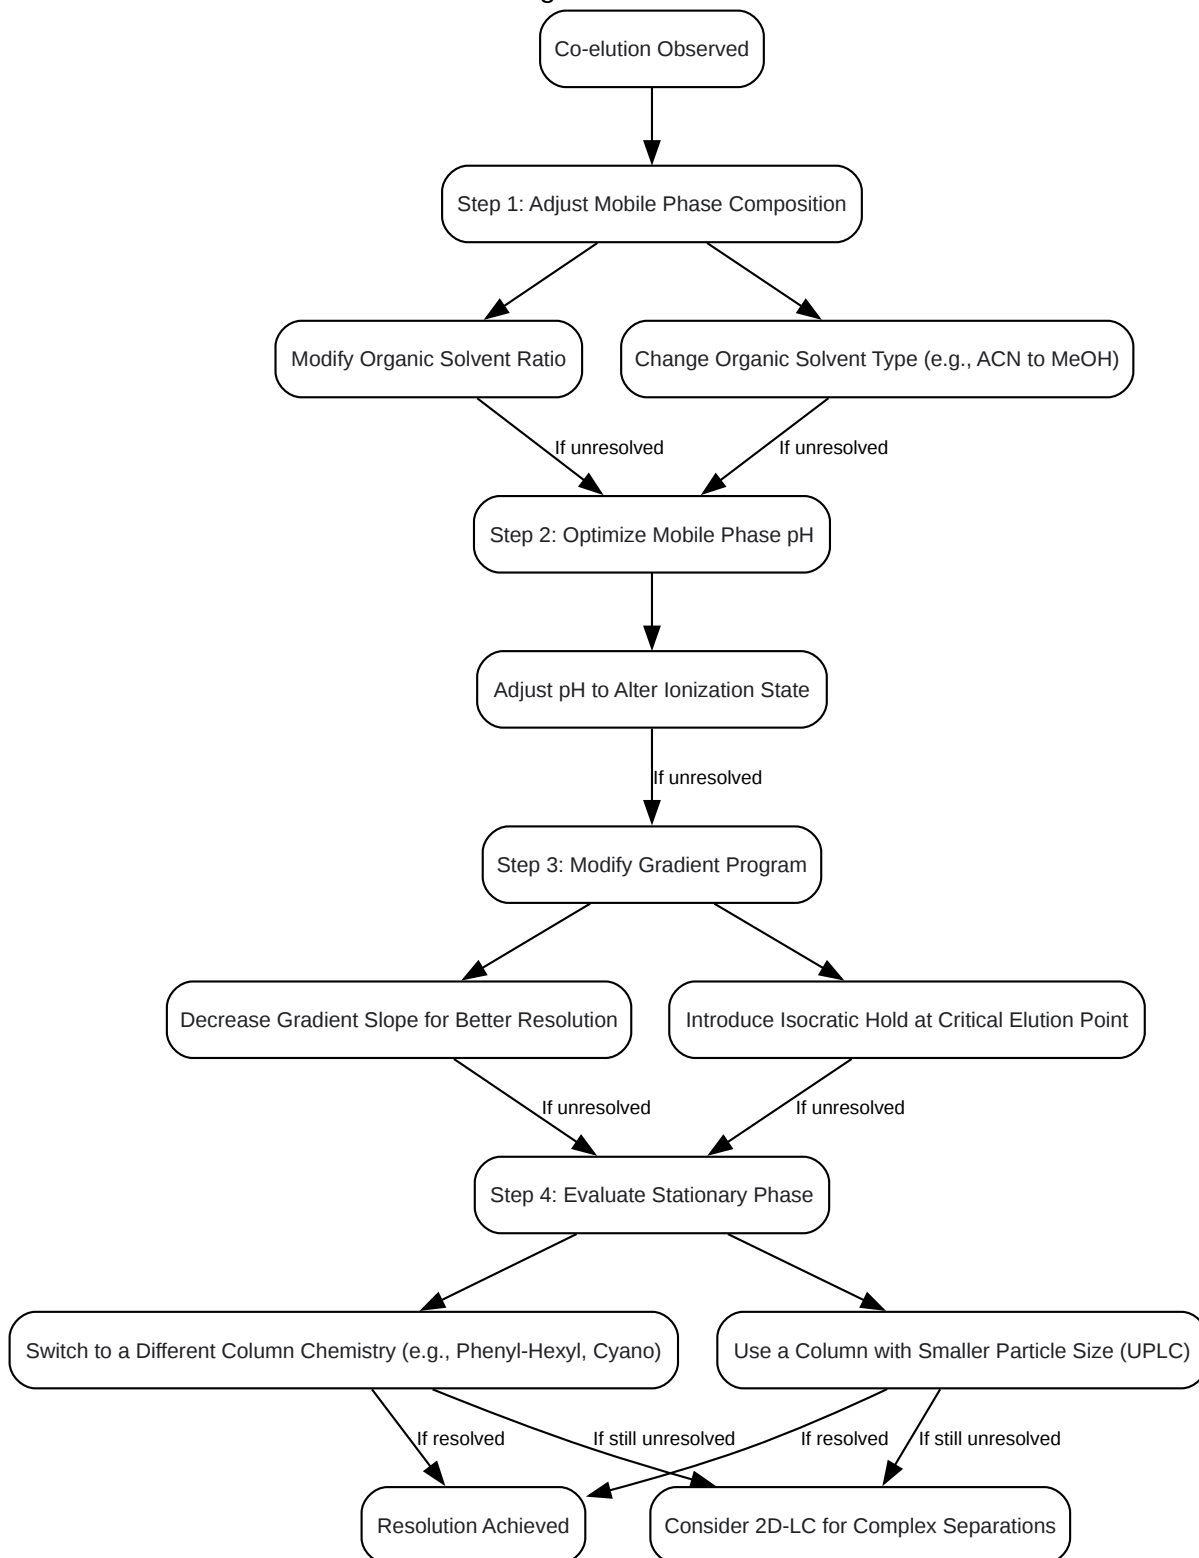 Co-elution Observed
Step 1: Adjust Mobile Phase Composition
Modify Organic Solvent Ratio
Change Organic Solvent Type (e.g., ACN to MeOH)
If unresolved
If unresolved
Step 2: Optimize Mobile Phase pH
Adjust pH to Alter Ionization State
If unresolved
Step 3: Modify Gradient Program
Decrease Gradient Slope for Better Resolution
Introduce Isocratic Hold at Critical Elution Point
If unresolved
If unresolved
Step 4: Evaluate Stationary Phase
Switch to a Different Column Chemistry (e.g., Phenyl-Hexyl, Cyano)
Use a Column with Smaller Particle Size (UPLC)
If resolved
If still unresolved
If resolved
If still unresolved
Resolution Achieved
Consider 2D-LC for Complex Separations